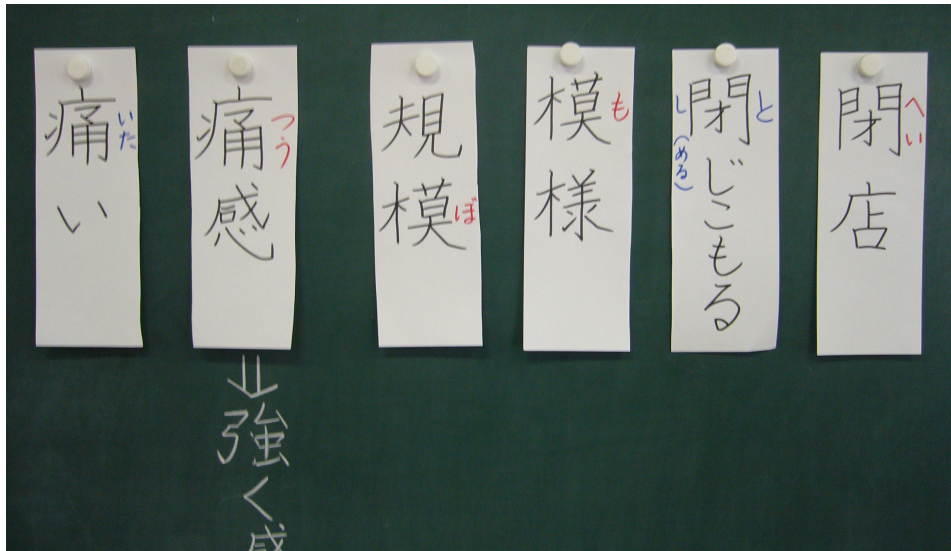 閉店
へい
閉じこもる
と
し(める)
模様
も
規模
ぼ
痛感
つう
⇓
強く感
痛い
いた